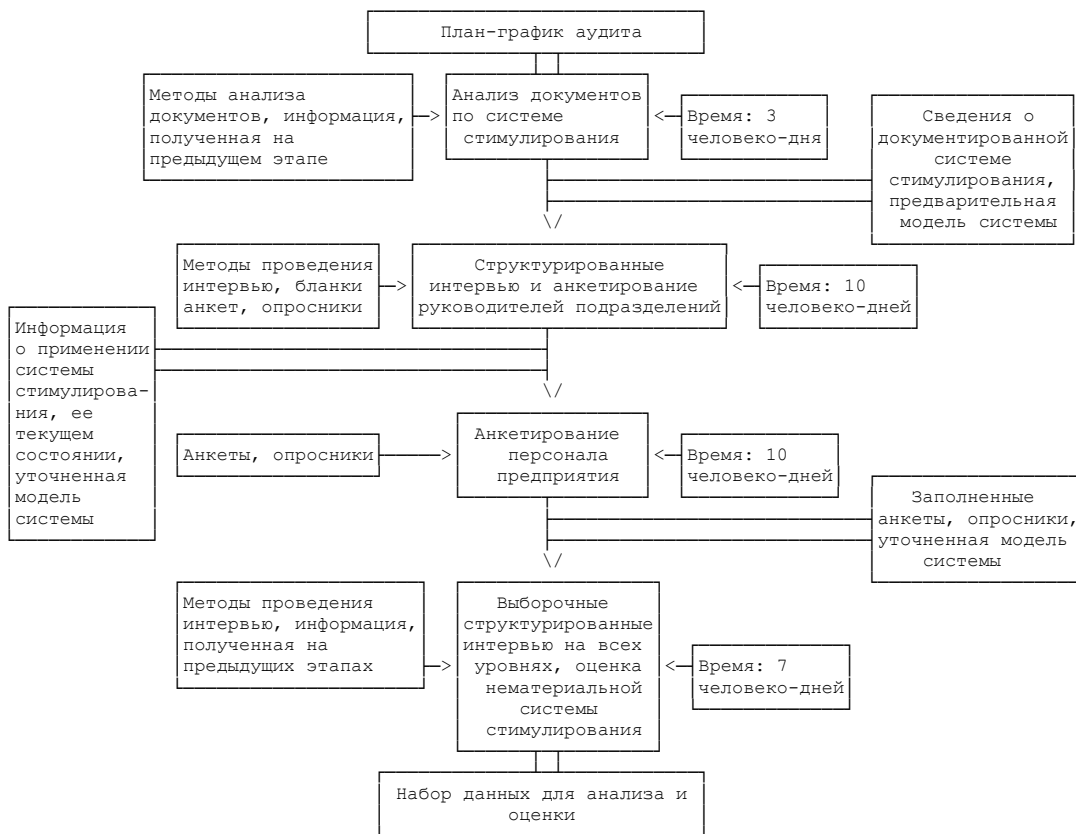 План-график аудита
Методы анализа
документов, информация,
полученная на
предыдущем этапе
Анализ документов
по системе
стимулирования
Время: 3
человеко-дня
Сведения о
документированной
системе
стимулирования,
предварительная
модель системы
Методы проведения
интервью, бланки
анкет, опросники
Структурированные
интервью и анкетирование
руководителей подразделений
Время: 10
человеко-дней
Информация
о применении
системы
стимулирова-
ния, ее
текущем
состоянии,
уточненная
модель
системы
Анкеты, опросники
Анкетирование
персонала
предприятия
Время: 10
человеко-дней
Заполненные
анкеты, опросники,
уточненная модель
системы
Методы проведения
интервью, информация,
полученная на
предыдущих этапах
Выборочные
структурированные
интервью на всех
уровнях, оценка
нематериальной
системы
стимулирования
Время: 7
человеко-дней
Набор данных для анализа и
оценки